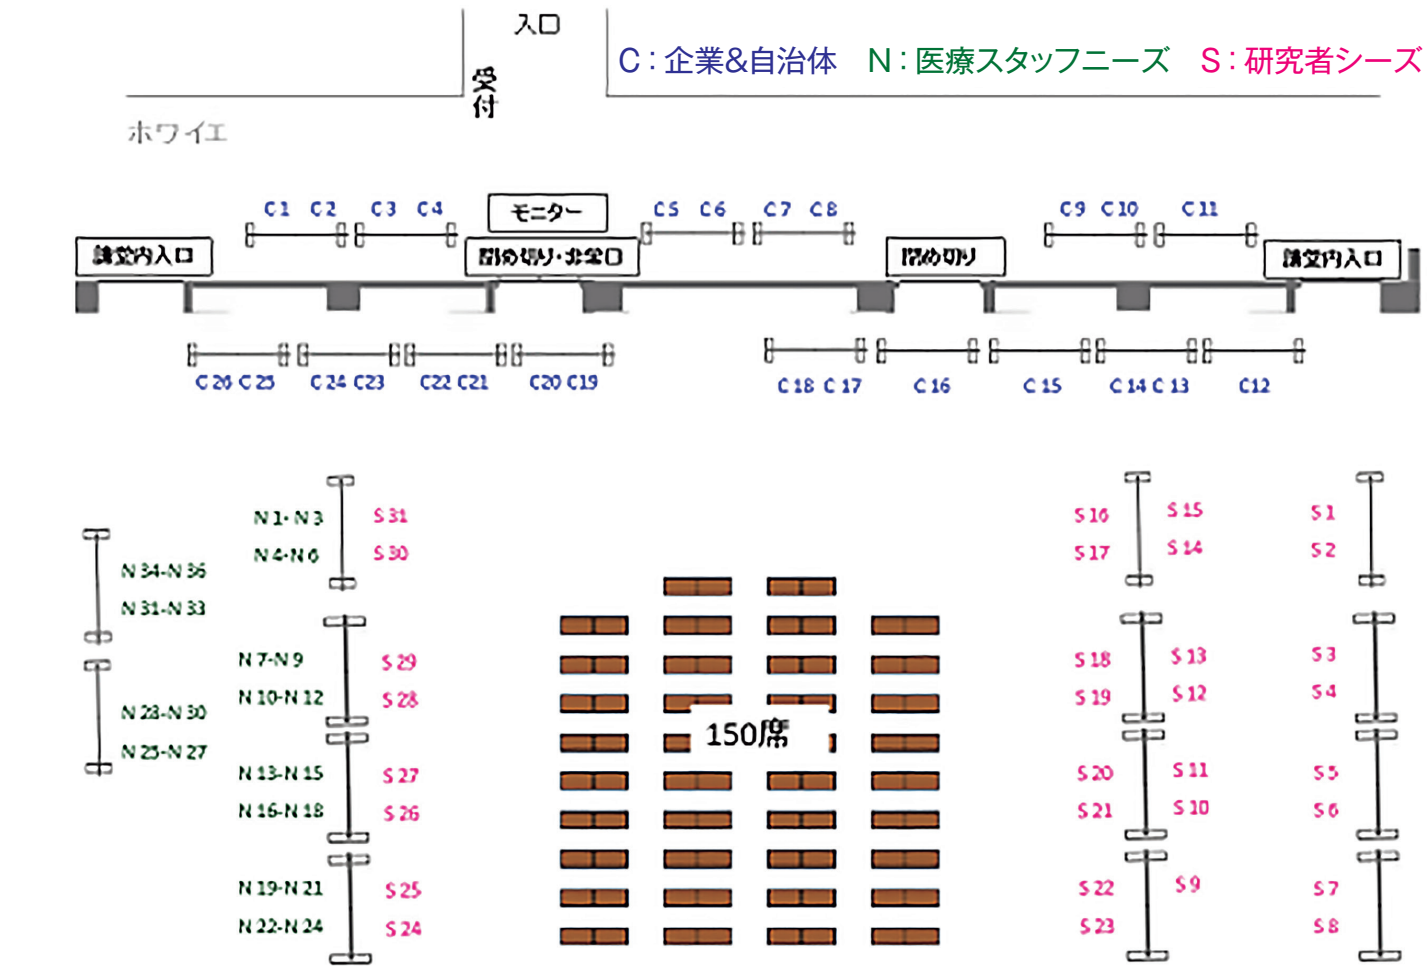 入口
C：企業&自治体 N：医療スタッフニーズ S：研究者シーズ
受付
ホワイエ
C1 C2 C3 C4 モニター C5 C6 C7 C8 C9 C10 C11
講堂内入口 閉め切り・非常口 閉め切り 講堂内入口
C26 C25 C24 C23 C22 C21 C20 C19 C18 C17 C16 C15 C14 C13 C12
N1-N3 S31 S16 S15 S1
N4-N6 S30 S17 S14 S2
N34-N36
N31-N33
N7-N9 S29 S18 S13 S3
N10-N12 S28 S19 S12 S4
N28-N30
150席
N25-N27
N13-N15 S27 S20 S11 S5
N16-N18 S26 S21 S10 S6
N19-N21 S25 S22 S9 S7
N22-N24 S24 S23 S8